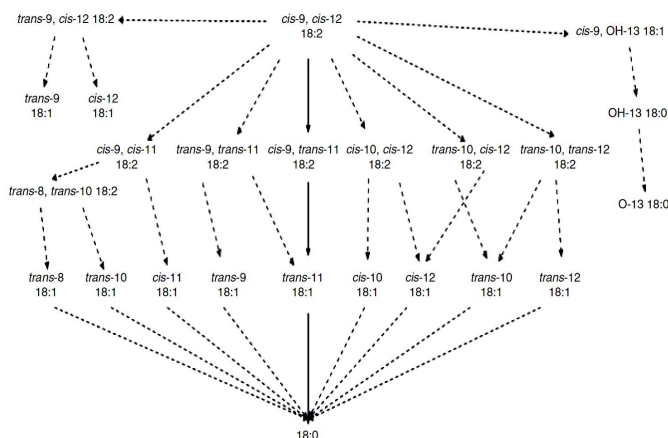 trans-9, cis-12 18:2
cis-9, cis-12
18:2
cis-9, OH-13 18:1
trans-9
18:1
cis-12
18:1
OH-13 18:0
cis-9, cis-11
18:2
trans-9, trans-11
18:2
cis-9, trans-11
18:2
cis-10, cis-12
18:2
trans-10, cis-12
18:2
trans-10, trans-12
18:2
trans-8, trans-10 18:2
O-13 18:0
trans-8
18:1
trans-10
18:1
cis-11
18:1
trans-9
18:1
trans-11
18:1
cis-10
18:1
cis-12
18:1
trans-10
18:1
trans-12
18:1
18:0